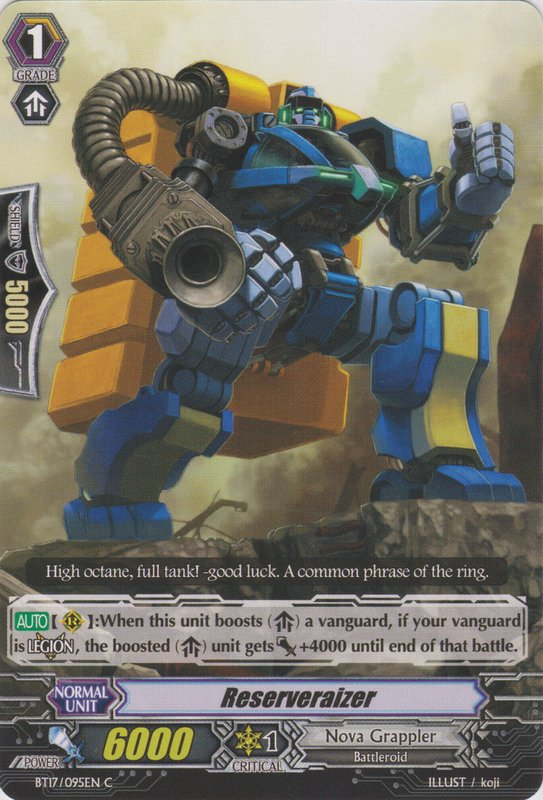 1
GRADE
SHIELD
5000
High octane, full tank! -good luck. A common phrase of the ring.
AUTO [ R ]:When this unit boosts ( ) a vanguard, if your vanguard
is LEGION, the boosted ( ) unit gets +4000 until end of that battle.
NORMAL
UNIT
Reserveraizer
POWER
6000
1
CRITICAL
Nova Grappler
Battleroid
BT17/095EN C
ILLUST / koji